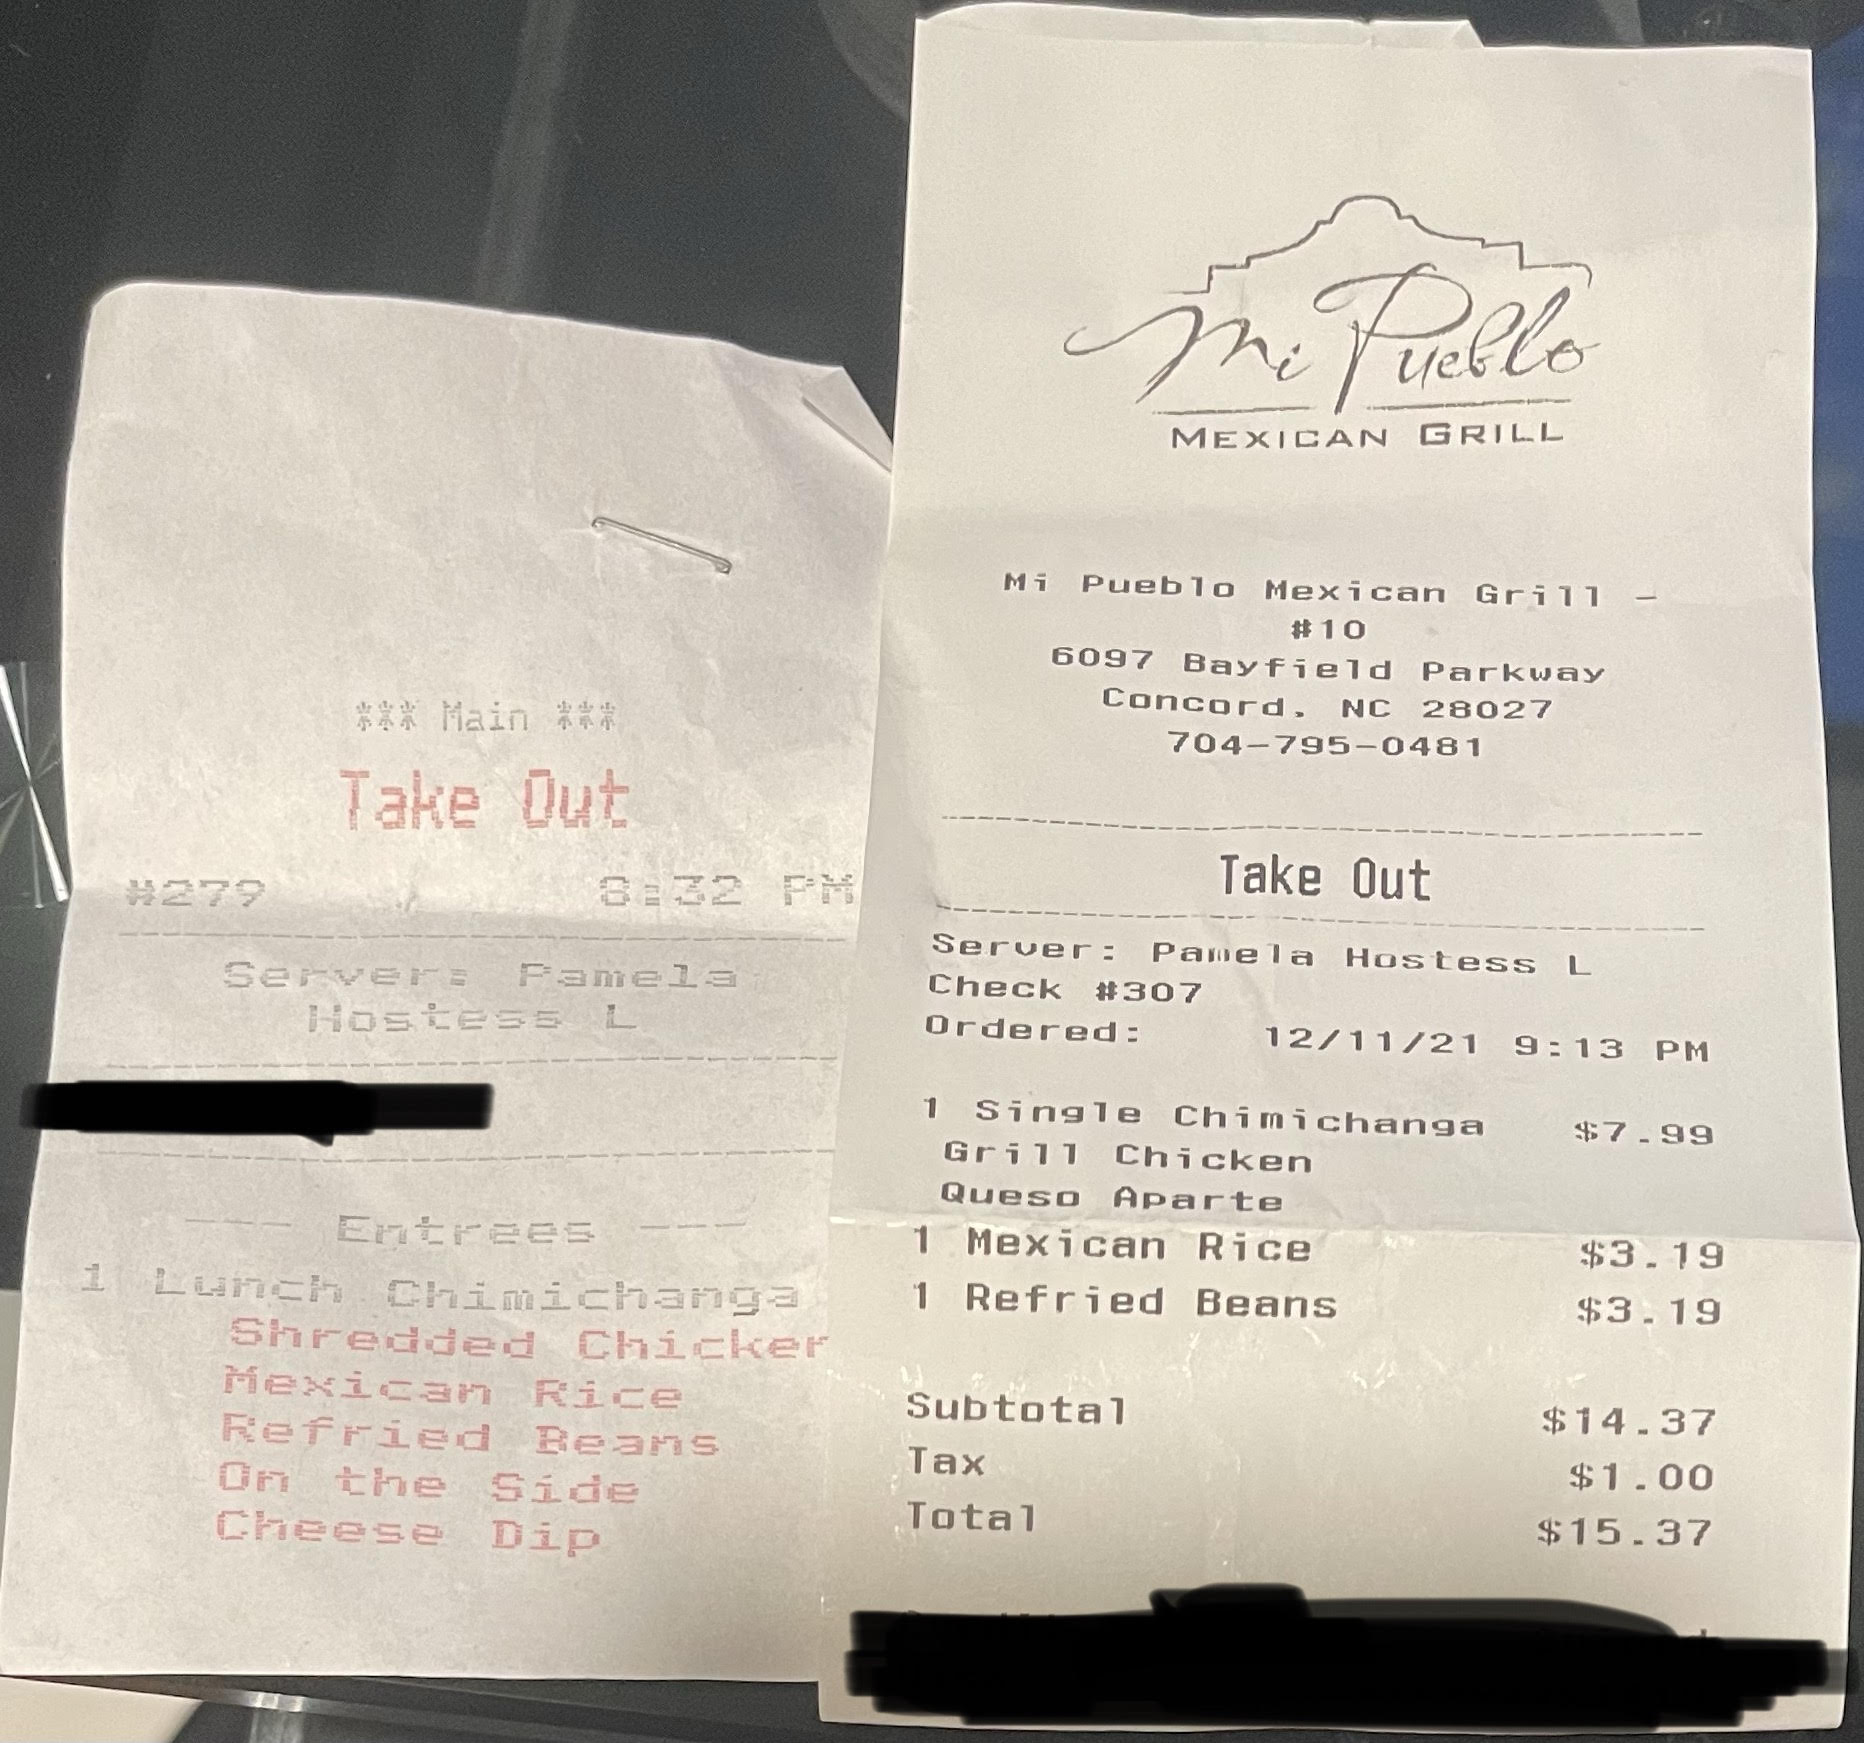 *** Main ***
Take Out
#279 8:32 PM
Server: Pamela
Hostess L
--- Entrees ---
1 Lunch Chimichanga
Shredded Chicken
Mexican Rice
Refried Beans
On the Side
Cheese Dip
Mi Pueblo
MEXICAN GRILL
Mi Pueblo Mexican Grill -
#10
6097 Bayfield Parkway
Concord, NC 28027
704-795-0481
Take Out
Server: Pamela Hostess L
Check #307
Ordered: 12/11/21 9:13 PM
1 Single Chimichanga $7.99
Grill Chicken
Queso Aparte
1 Mexican Rice $3.19
1 Refried Beans $3.19
Subtotal $14.37
Tax $1.00
Total $15.37